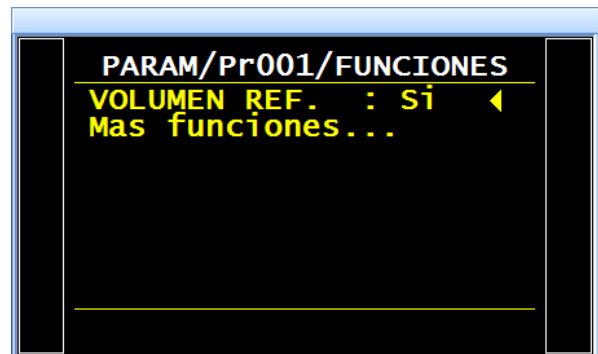 PARAM/Pr001/FUNCIONES
VOLUMEN REF. : Si
Mas funciones...